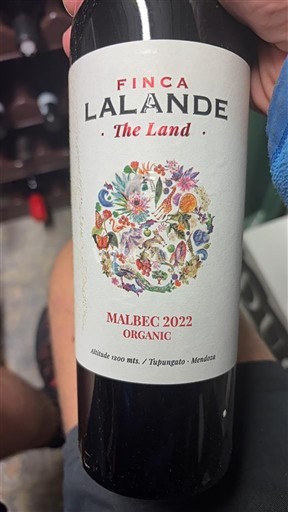 FINCA
LALANDE
· The Land ·
MALBEC 2022
ORGANIC
Altitude 1200 mts. / Tupungato - Mendoza